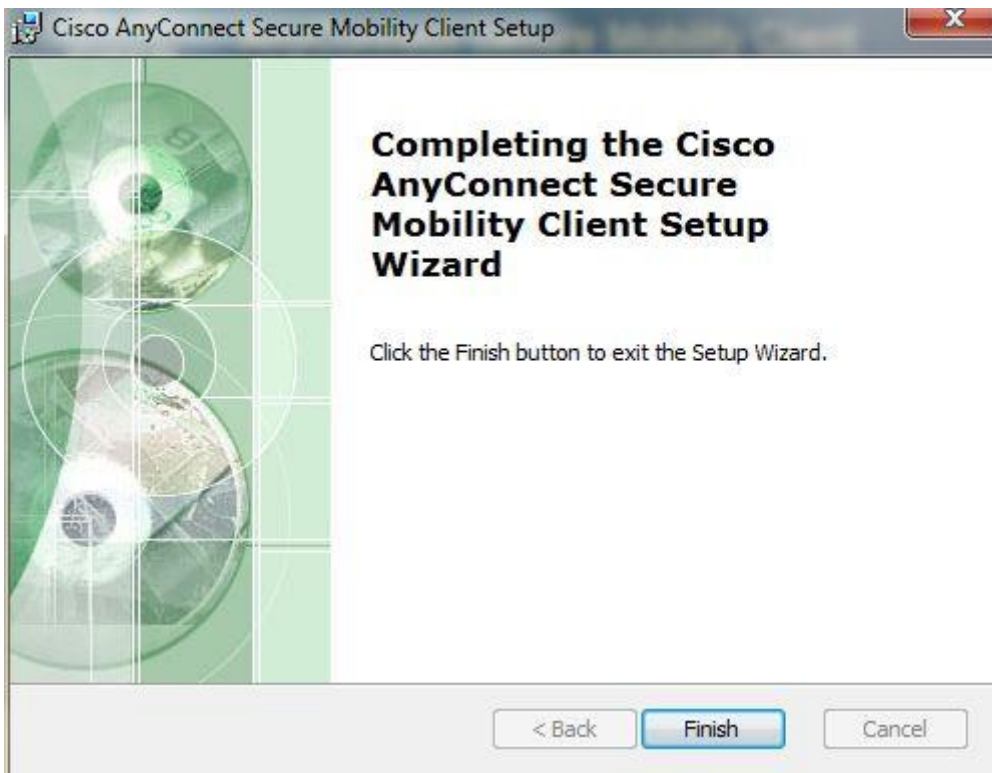 Cisco AnyConnect Secure Mobility Client Setup
Completing the Cisco
AnyConnect Secure
Mobility Client Setup
Wizard
Click the Finish button to exit the Setup Wizard.
< Back
Finish
Cancel